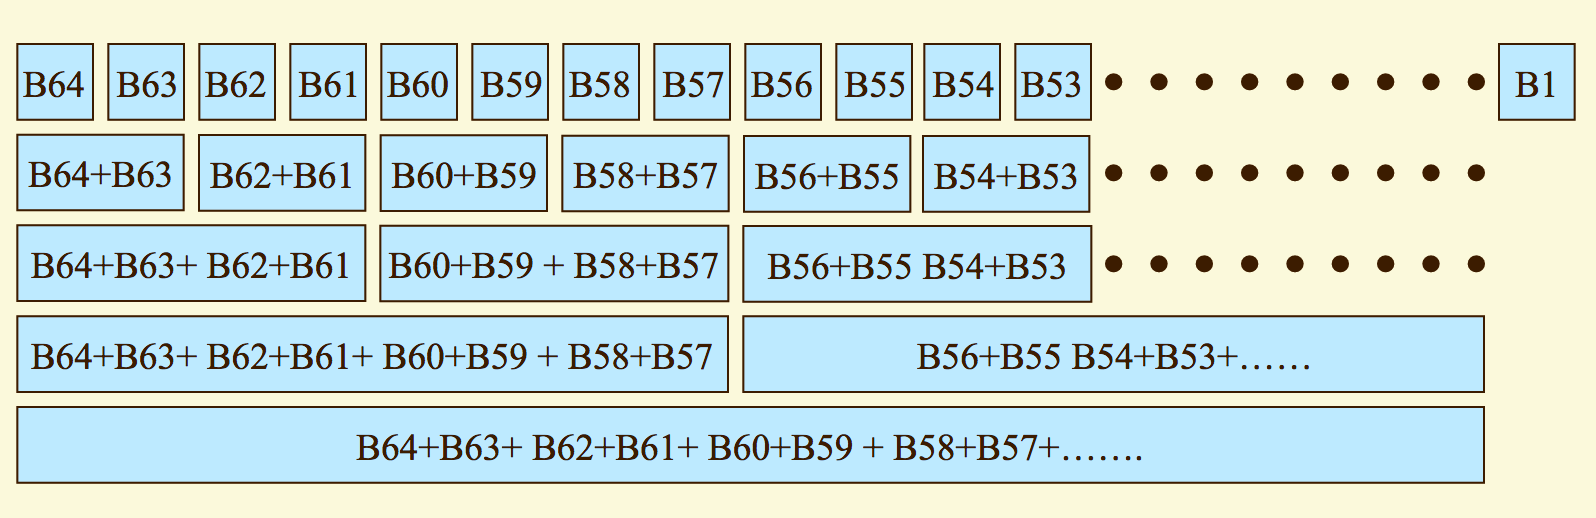 B64 B63 B62 B61 B60 B59 B58 B57 B56 B55 B54 B53 B1
B64+B63 B62+B61 B60+B59 B58+B57 B56+B55 B54+B53
B64+B63+ B62+B61 B60+B59 + B58+B57 B56+B55 B54+B53
B64+B63+ B62+B61+ B60+B59 + B58+B57 B56+B55 B54+B53+......
B64+B63+ B62+B61+ B60+B59 + B58+B57+.......